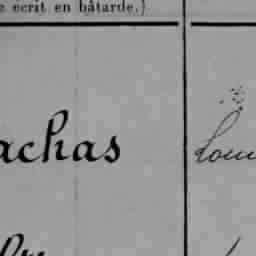 e écrit en bâtarde.)
achas Lou